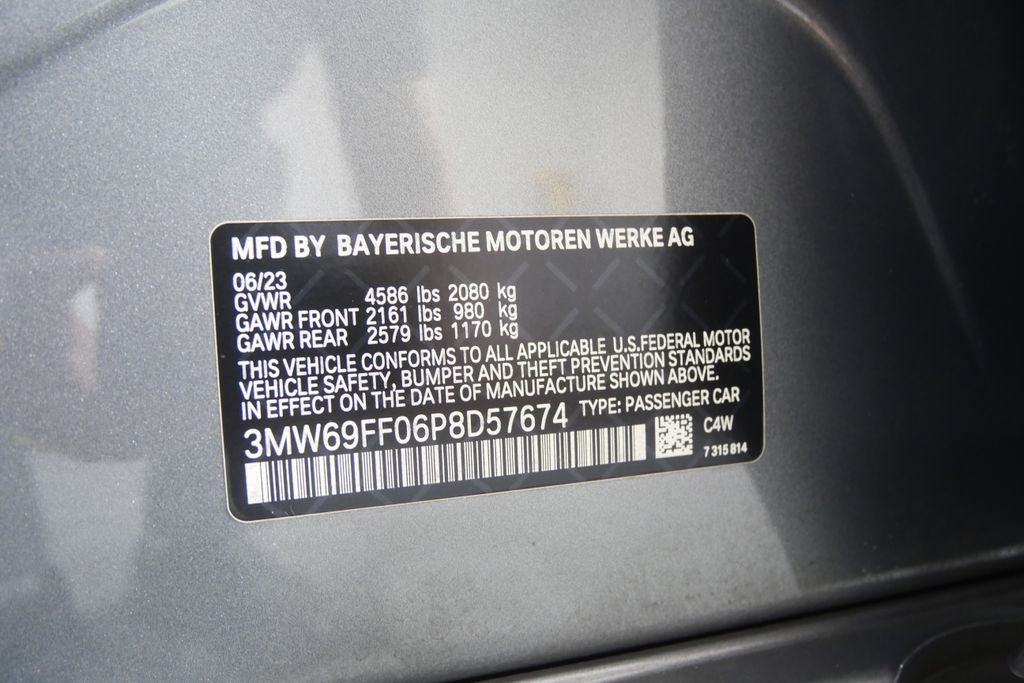 MFD BY BAYERISCHE MOTOREN WERKE AG
06/23
GVWR 4586 lbs 2080 kg
GAWR FRONT 2161 lbs 980 kg
GAWR REAR 2579 lbs 1170 kg
THIS VEHICLE CONFORMS TO ALL APPLICABLE U.S.FEDERAL MOTOR
VEHICLE SAFETY, BUMPER AND THEFT PREVENTION STANDARDS
IN EFFECT ON THE DATE OF MANUFACTURE SHOWN ABOVE.
3MW69FF06P8D57674 TYPE: PASSENGER CAR
C4W
7 315 814